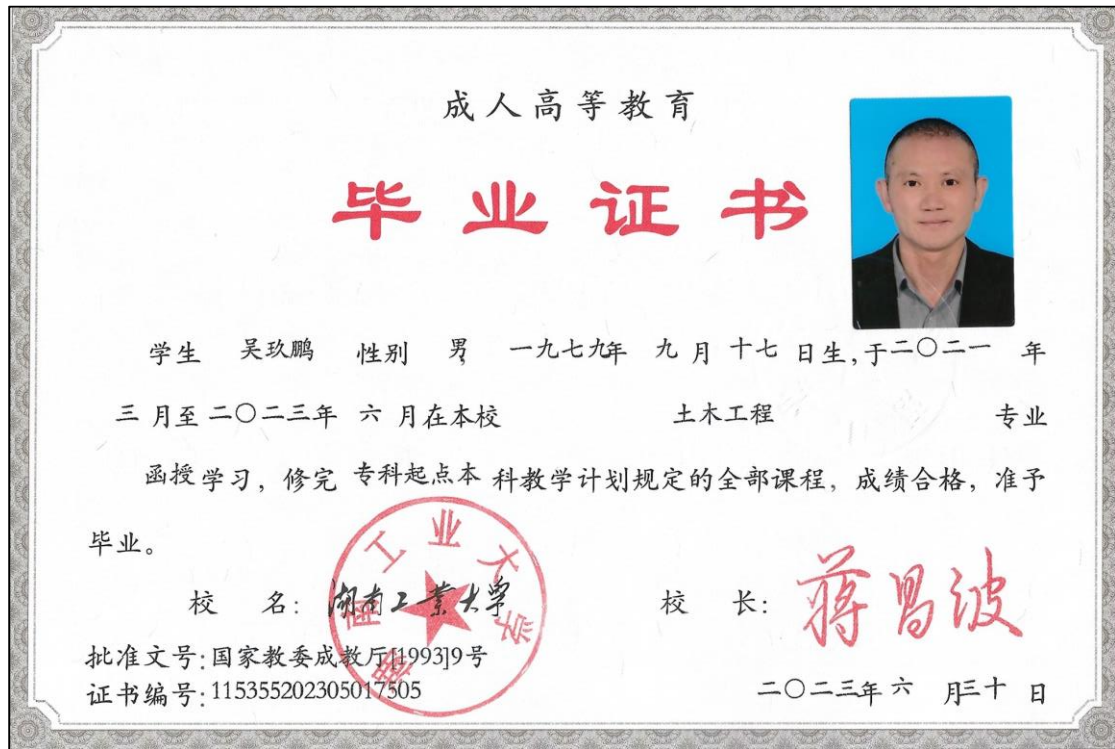 成人高等教育
毕业证书
学生 吴玖鹏 性别 男, 一九七九年 九 月 十七 日生,于二〇二一 年
三 月至 二〇二三年 六 月在本校 土木工程 专业
函授 学习，修完 专科起点本 科教学计划规定的全部课程，成绩合格，准予
毕业。
校 名: 湖南工業大学 校 长: 蒋昌波
湖南工业大学
批准文号:国家教委成教厅[1993]9号
证书编号:115355202305017505 二〇二三年 六 月三十 日